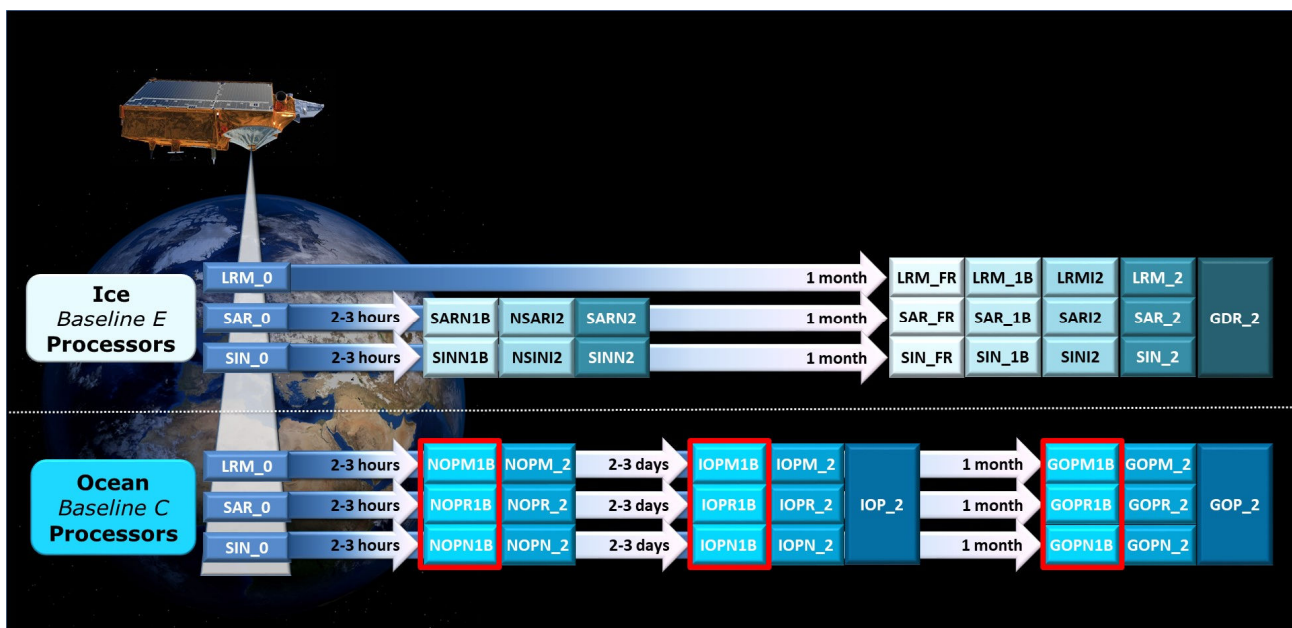 LRM_0 1 month LRM_FR LRM_1B LRMI2 LRM_2
Ice
Baseline E
Processors
SAR_0 2-3 hours SARN1B NSARI2 SARN2 1 month SAR_FR SAR_1B SARI2 SAR_2 GDR_2
SIN_0 2-3 hours SINN1B NSINI2 SINN2 1 month SIN_FR SIN_1B SINI2 SIN_2
LRM_0 2-3 hours NOPM1B NOPM_2 2-3 days IOPM1B IOPM_2 1 month GOPM1B GOPM_2
Ocean
Baseline C
Processors
SAR_0 2-3 hours NOPR1B NOPR_2 2-3 days IOPR1B IOPR_2 IOP_2 1 month GOPR1B GOPR_2 GOP_2
SIN_0 2-3 hours NOPN1B NOPN_2 2-3 days IOPN1B IOPN_2 1 month GOPN1B GOPN_2